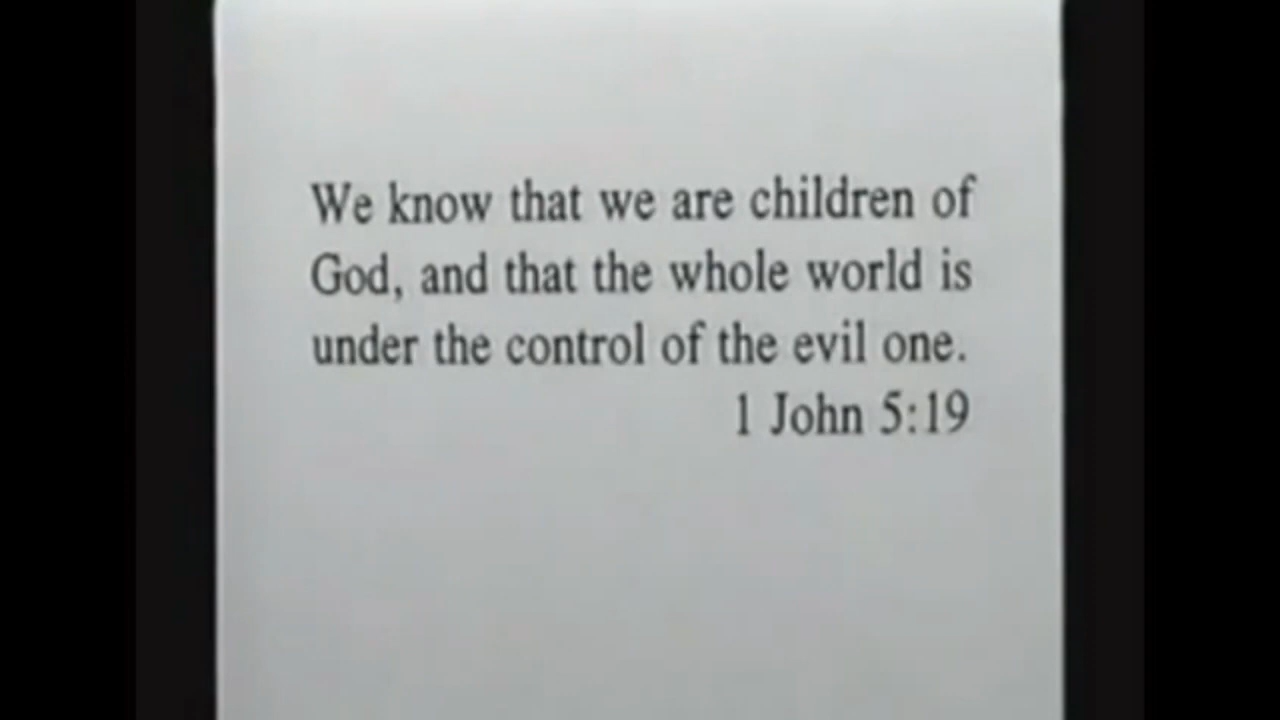 We know that we are children of
God, and that the whole world is
under the control of the evil one.
1 John 5:19